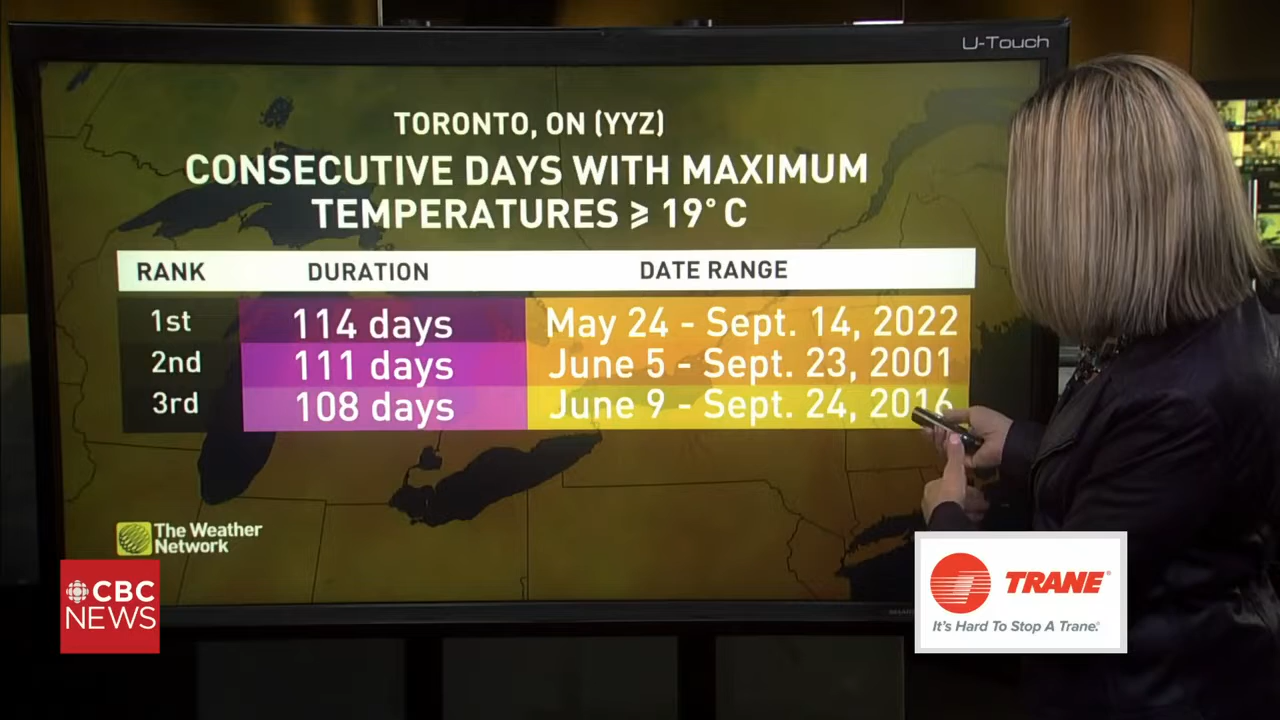 U-Touch
TORONTO, ON (YYZ)
CONSECUTIVE DAYS WITH MAXIMUM
TEMPERATURES ⩾ 19°C
RANK DURATION DATE RANGE
1st 114 days May 24 - Sept. 14, 2022
2nd 111 days June 5 - Sept. 23, 2001
3rd 108 days June 9 - Sept. 24, 2016
The Weather
Network
CBC
NEWS
TRANE®
It's Hard To Stop A Trane.®